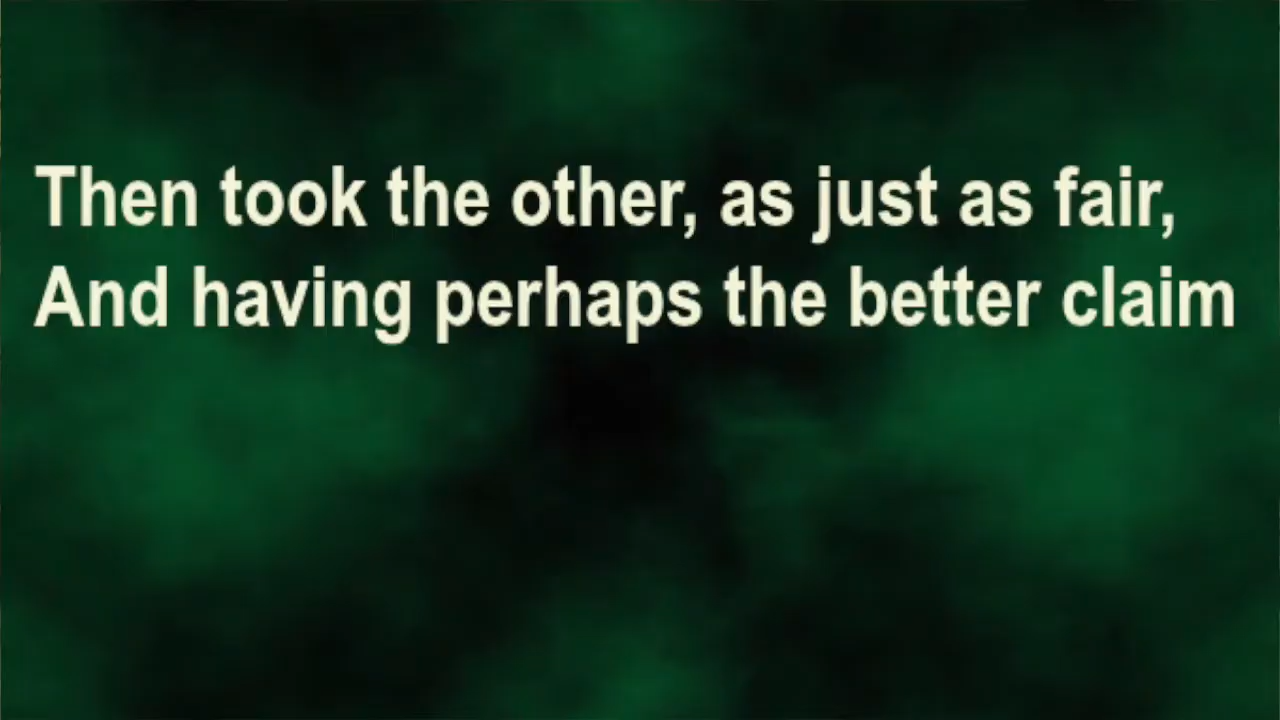 Then took the other, as just as fair,
And having perhaps the better claim